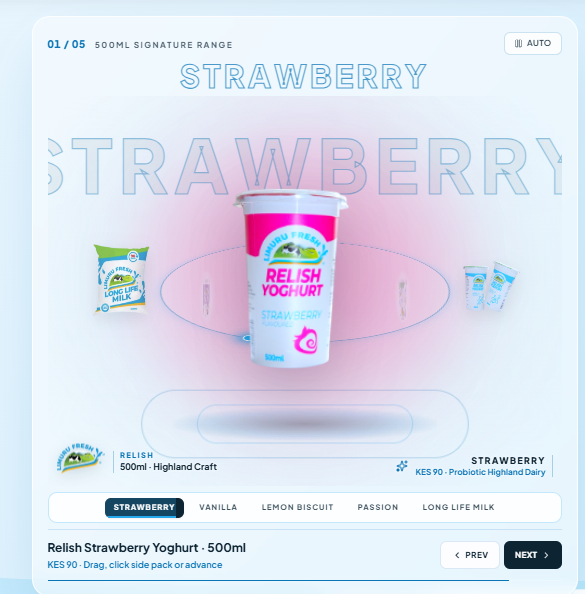 01 / 05 500ML SIGNATURE RANGE
AUTO
STRAWBERRY
STRAWBERRY
LIMURU FRESH
RELISH
YOGHURT
STRAWBERRY
FLAVOURED
500ml
LIMURU FRESH
LONG LIFE
MILK
LIMURU FRESH
RELISH
500ml · Highland Craft
STRAWBERRY
KES 90 · Probiotic Highland Dairy
STRAWBERRY VANILLA LEMON BISCUIT PASSION LONG LIFE MILK
Relish Strawberry Yoghurt · 500ml
KES 90 · Drag, click side pack or advance
PREV NEXT